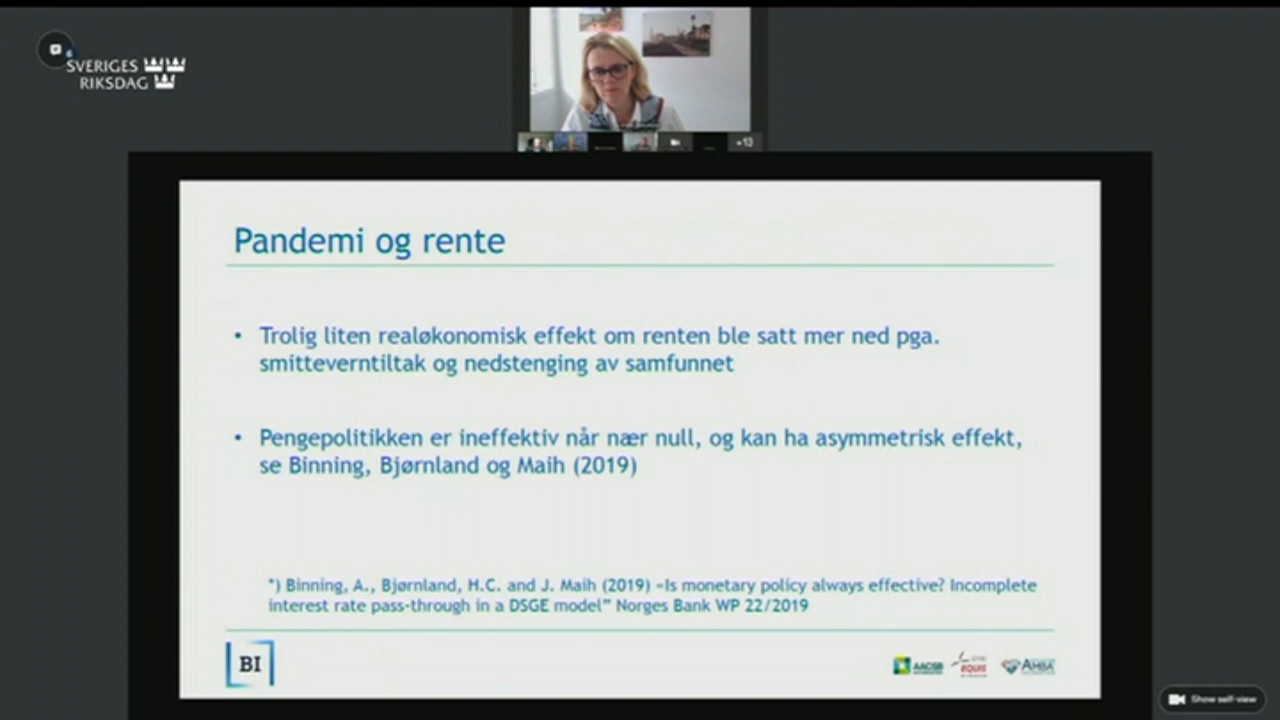 SVERIGES
RIKSDAG
+13
Pandemi og rente
• Trolig liten realøkonomisk effekt om renten ble satt mer ned pga.
smitteverntiltak og nedstenging av samfunnet
• Pengepolitikken er ineffektiv når nær null, og kan ha asymmetrisk effekt,
se Binning, Bjørnland og Maih (2019)
*) Binning, A., Bjørnland, H.C. and J. Maih (2019) «Is monetary policy always effective? Incomplete
interest rate pass-through in a DSGE model” Norges Bank WP 22/2019
BI
AACSB
EQUIS
AMBA
Show self-view